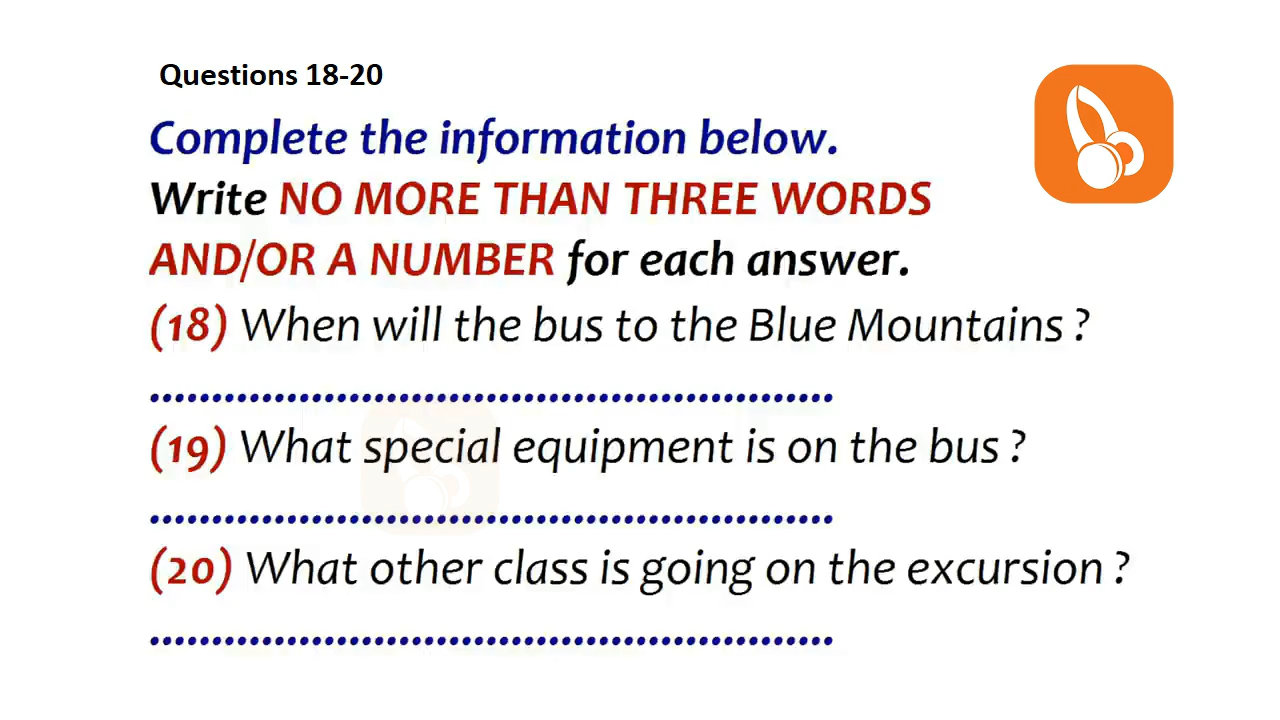 Questions 18-20
Complete the information below.
Write NO MORE THAN THREE WORDS
AND/OR A NUMBER for each answer.
(18) When will the bus to the Blue Mountains ?
......................................................
(19) What special equipment is on the bus ?
......................................................
(20) What other class is going on the excursion ?
......................................................